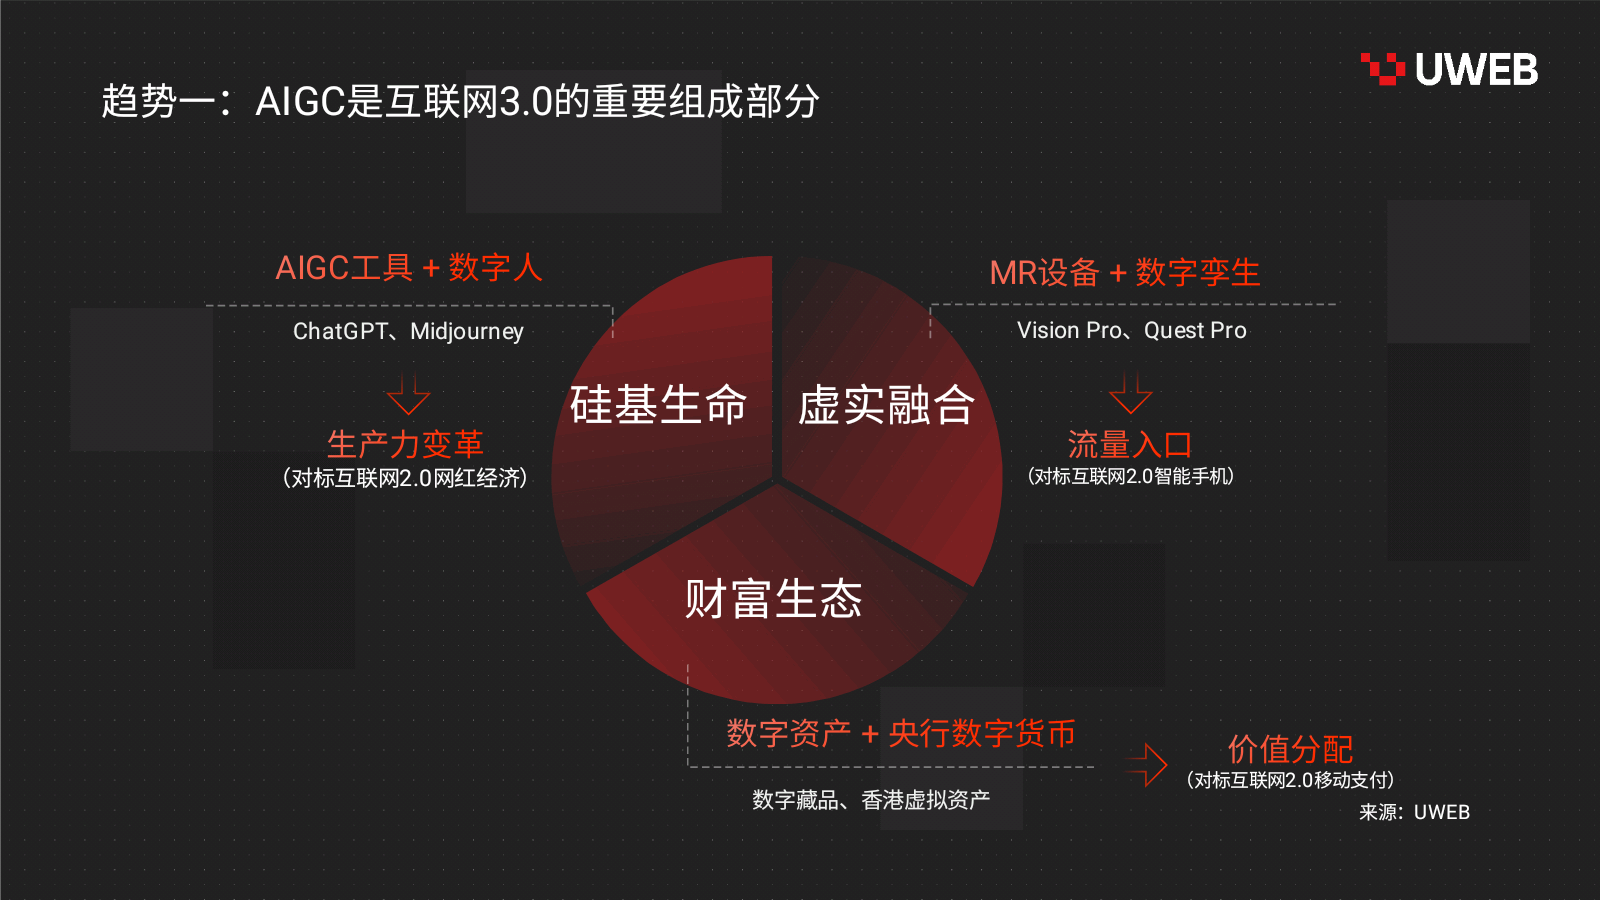 UWEB
趋势一：AIGC是互联网3.0的重要组成部分
AIGC工具 + 数字人
ChatGPT、Midjourney
生产力变革
（对标互联网2.0网红经济）
MR设备 + 数字孪生
Vision Pro、Quest Pro
流量入口
（对标互联网2.0智能手机）
硅基生命
虚实融合
财富生态
数字资产 + 央行数字货币
数字藏品、香港虚拟资产
价值分配
（对标互联网2.0移动支付）
来源：UWEB